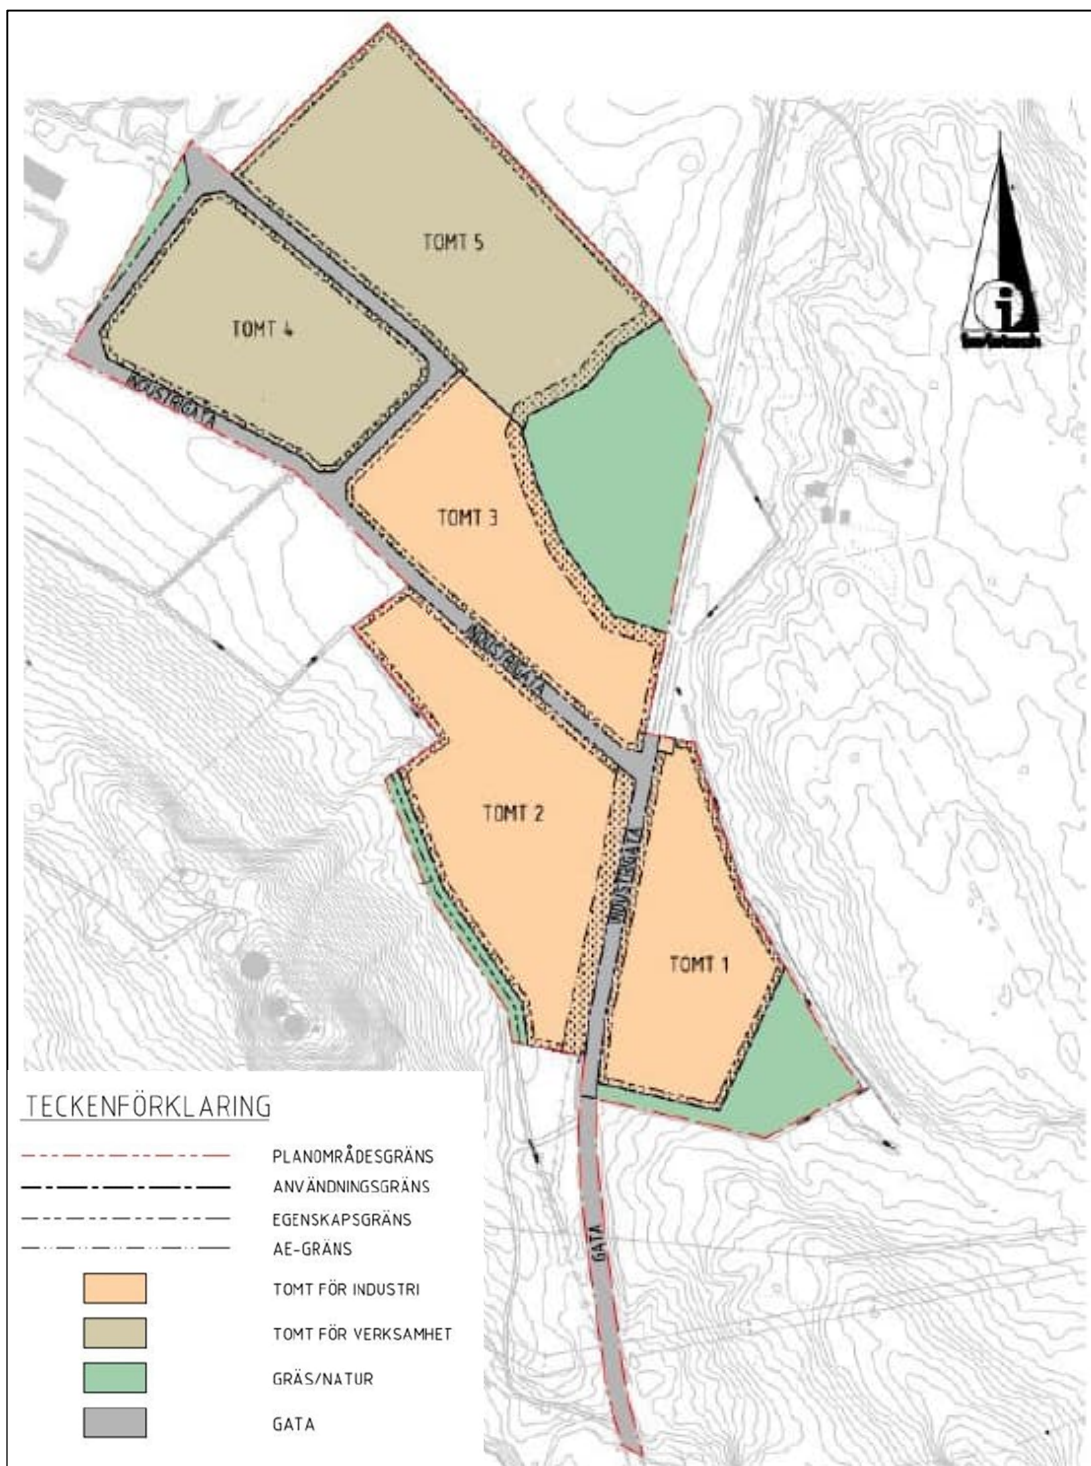 TOMT 5
TOMT 4
INDUSTRIGATA
TOMT 3
INDUSTRIGATA
TOMT 2
INDUSTRIGATA
TOMT 1
GATA
TECKENFÖRKLARING
PLANOMRÅDESGRÄNS
ANVÄNDNINGSGRÄNS
EGENSKAPSGRÄNS
AE-GRÄNS
TOMT FÖR INDUSTRI
TOMT FÖR VERKSAMHET
GRÄS/NATUR
GATA